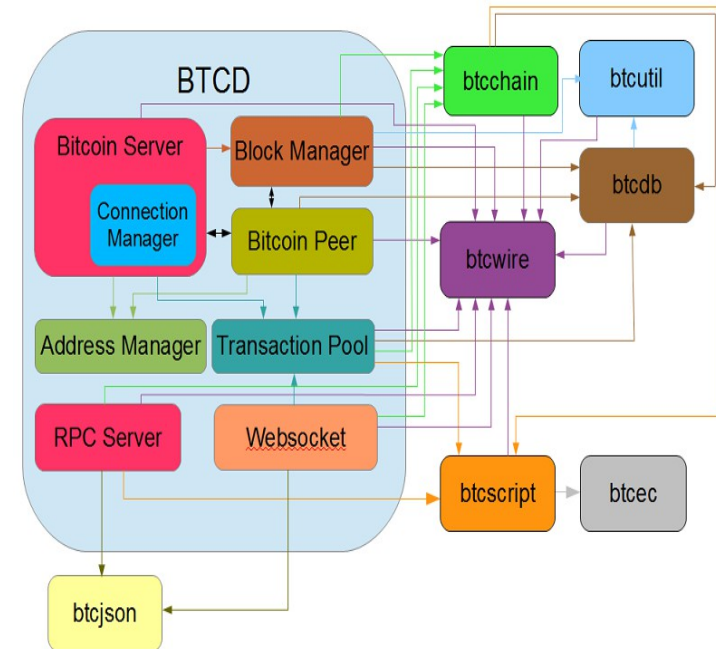 BTCD
btcchain
btcutil
Bitcoin Server
Block Manager
btcdb
Connection
Manager
Bitcoin Peer
btcwire
Address Manager
Transaction Pool
RPC Server
Websocket
btcscript
btcec
btcjson